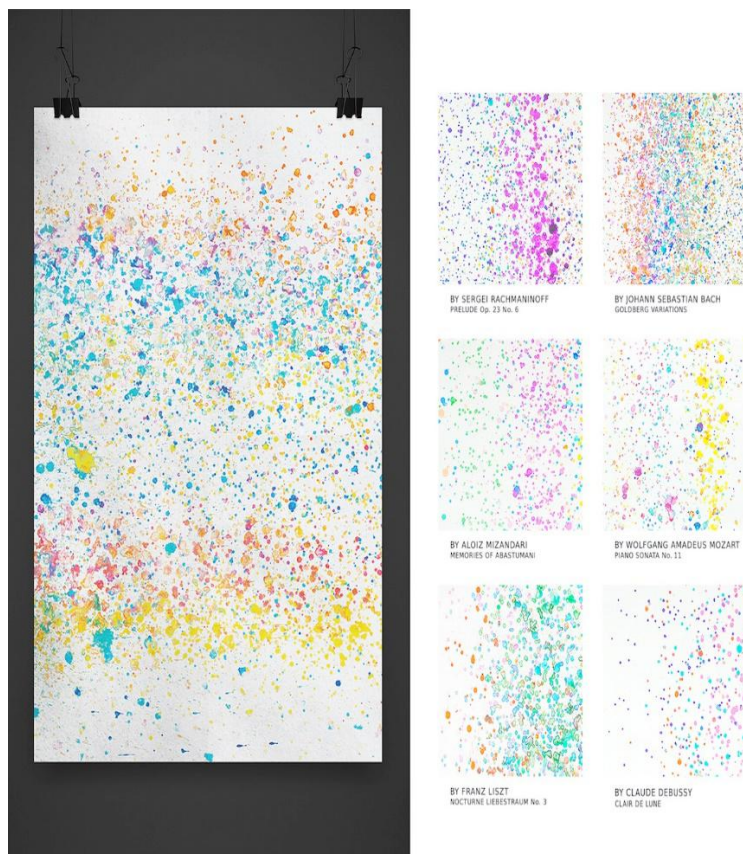 BY SERGEI RACHMANINOFF
PRELUDE Op. 23 No. 6
BY JOHANN SEBASTIAN BACH
GOLDBERG VARIATIONS
BY ALOIZ MIZANDARI
MEMORIES OF ABASTUMANI
BY WOLFGANG AMADEUS MOZART
PIANO SONATA No. 11
BY FRANZ LISZT
NOCTURNE LIEBESTRAUM No. 3
BY CLAUDE DEBUSSY
CLAIR DE LUNE